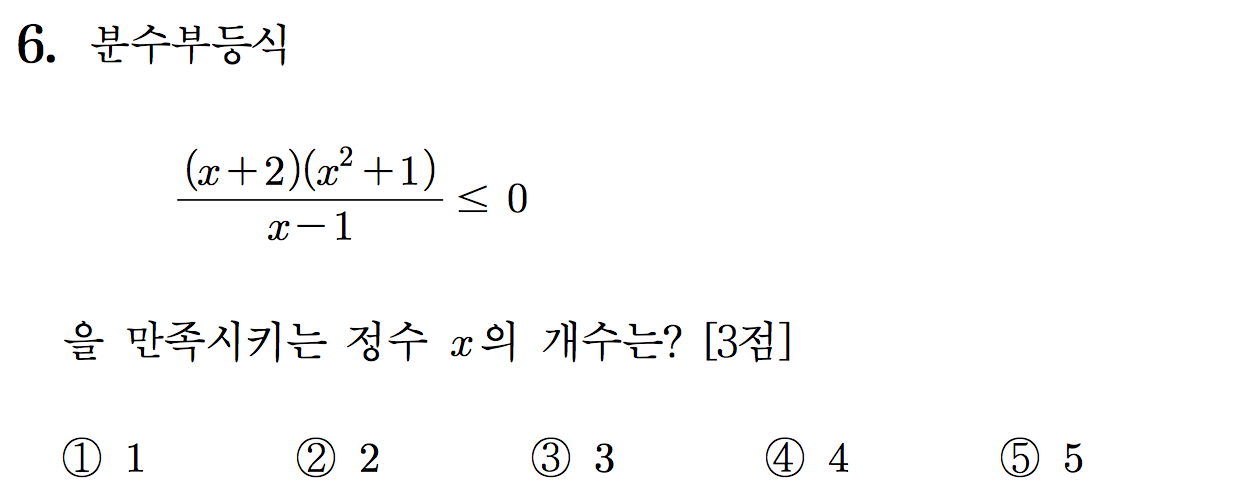 6. 분수부등식
(x+2)(x²+1)
x-1
≤ 0
을 만족시키는 정수 x의 개수는? [3점]
① 1 ② 2 ③ 3 ④ 4 ⑤ 5